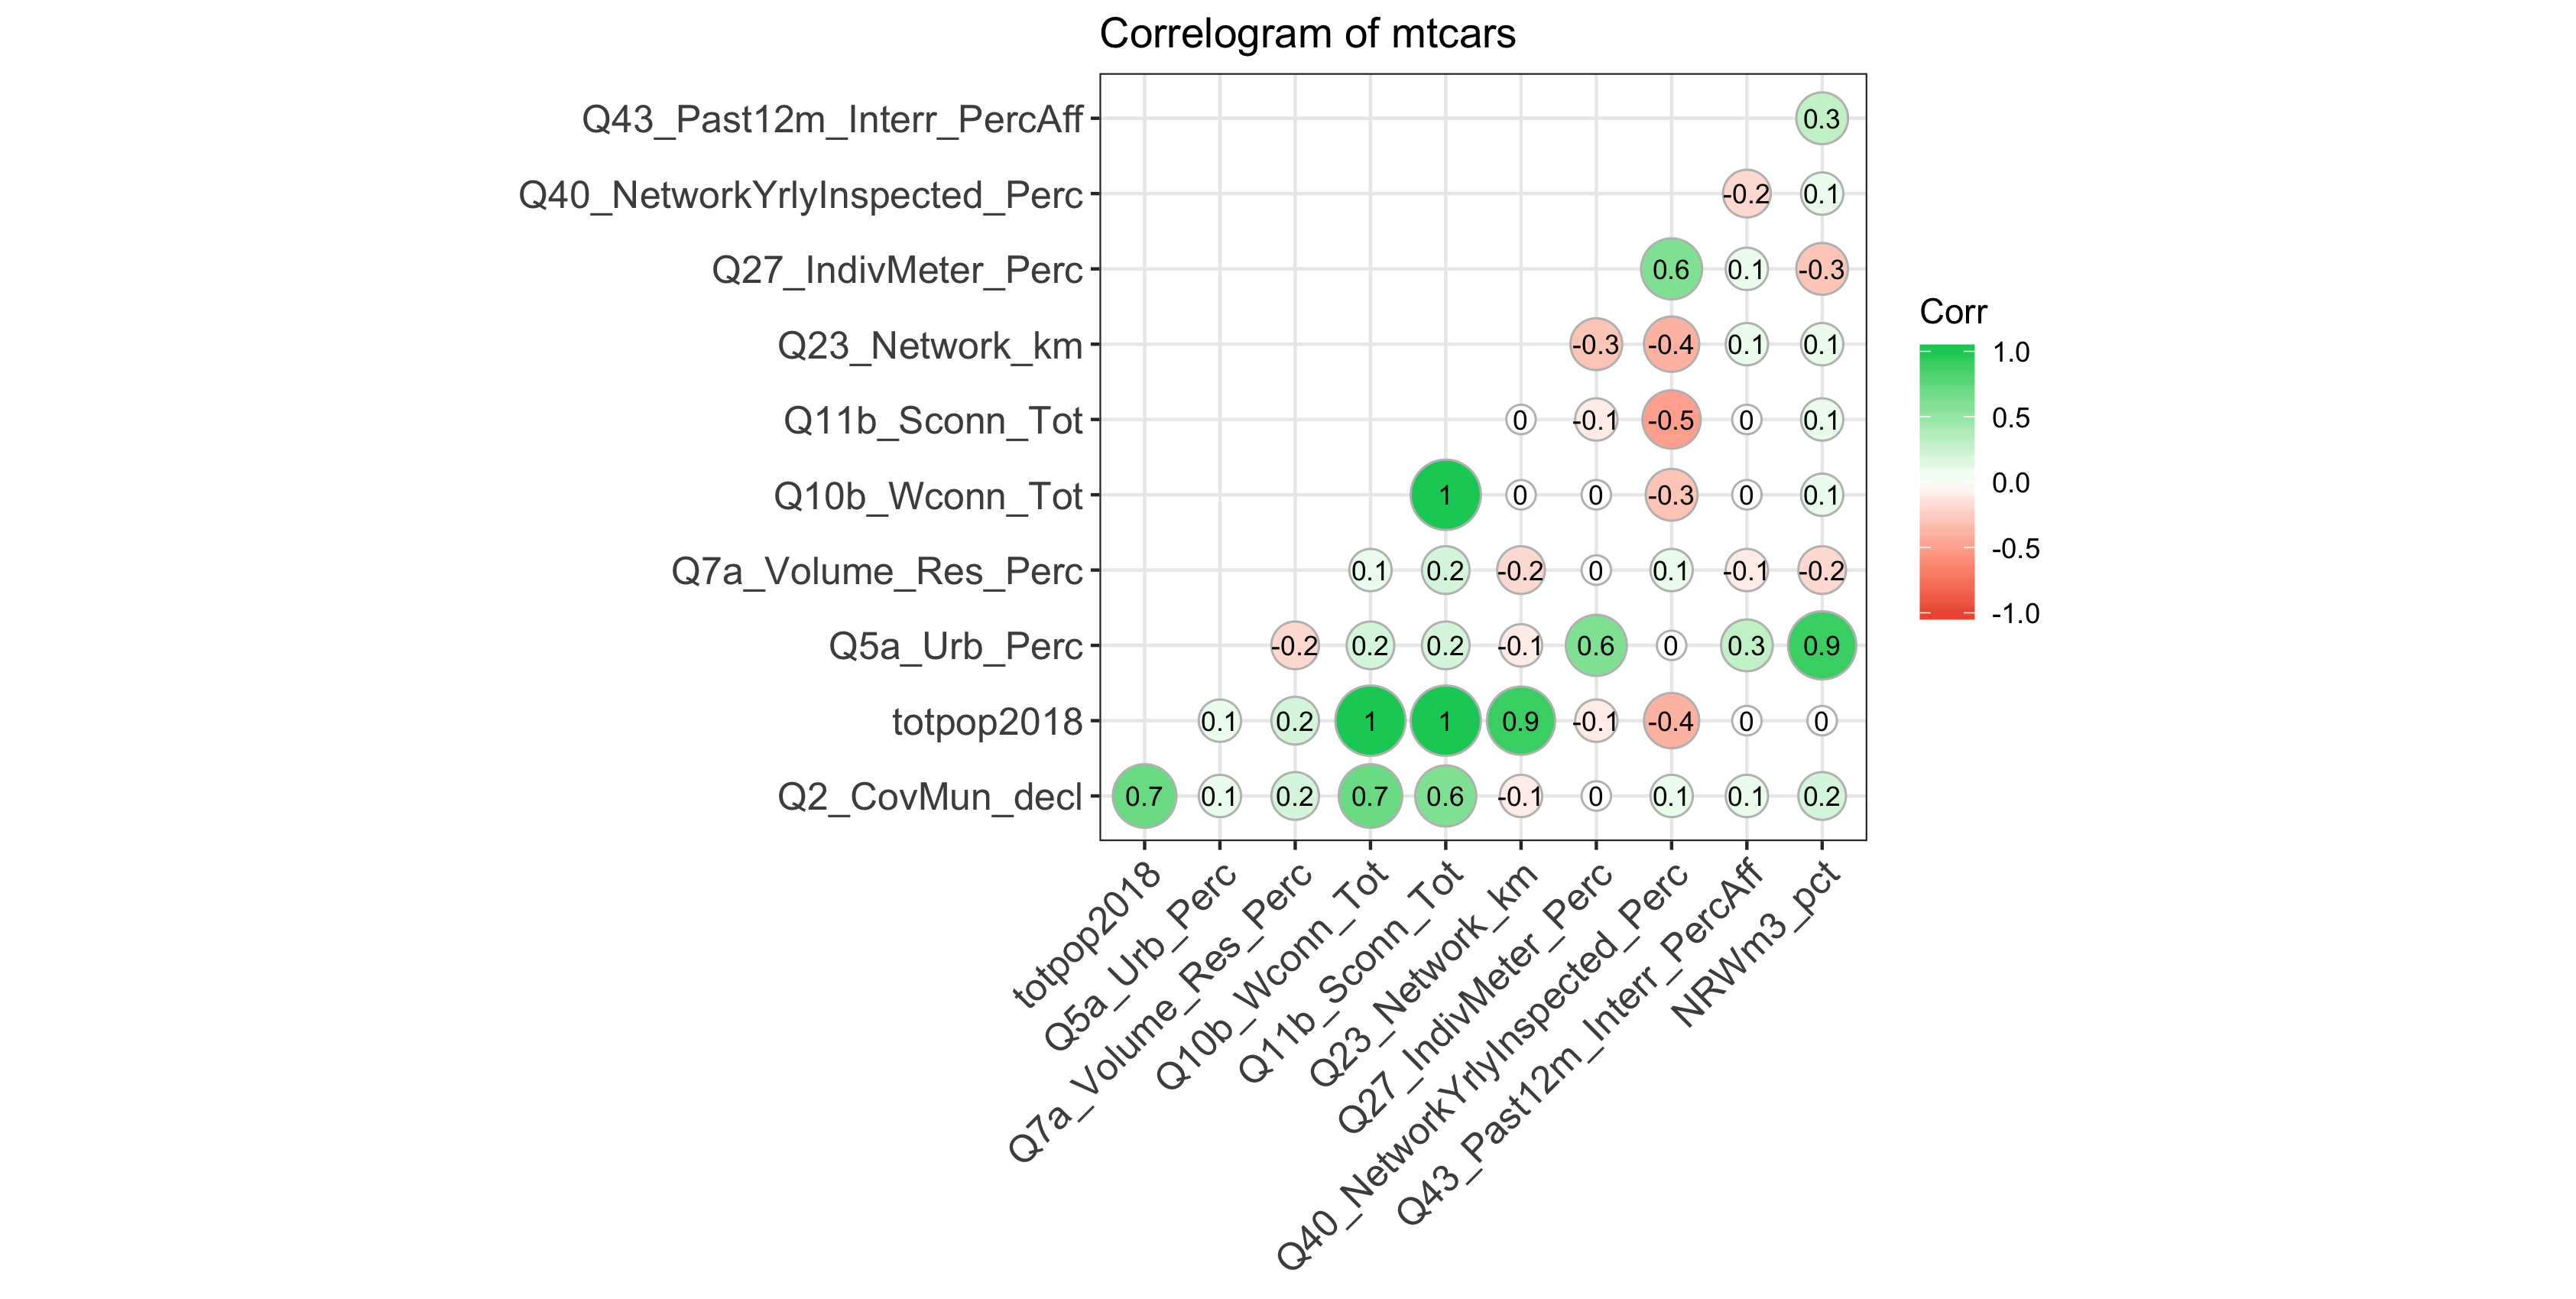 Correlogram of mtcars
Q43_Past12m_Interr_PercAff
0.3
Q40_NetworkYrlyInspected_Perc
-0.2 0.1
Q27_IndivMeter_Perc
0.6 0.1 -0.3
Q23_Network_km
-0.3 -0.4 0.1 0.1
Q11b_Sconn_Tot
0 -0.1 -0.5 0 0.1
Q10b_Wconn_Tot
1 0 0 -0.3 0 0.1
Q7a_Volume_Res_Perc
0.1 0.2 -0.2 0 0.1 -0.1 -0.2
Q5a_Urb_Perc
-0.2 0.2 0.2 -0.1 0.6 0 0.3 0.9
totpop2018
0.1 0.2 1 1 0.9 -0.1 -0.4 0 0
Q2_CovMun_decl
0.7 0.1 0.2 0.7 0.6 -0.1 0 0.1 0.1 0.2
totpop2018
Q5a_Urb_Perc
Q7a_Volume_Res_Perc
Q10b_Wconn_Tot
Q11b_Sconn_Tot
Q23_Network_km
Q27_IndivMeter_Perc
Q40_NetworkYrlyInspected_Perc
Q43_Past12m_Interr_PercAff
NRWm3_pct
Corr
1.0
0.5
0.0
-0.5
-1.0